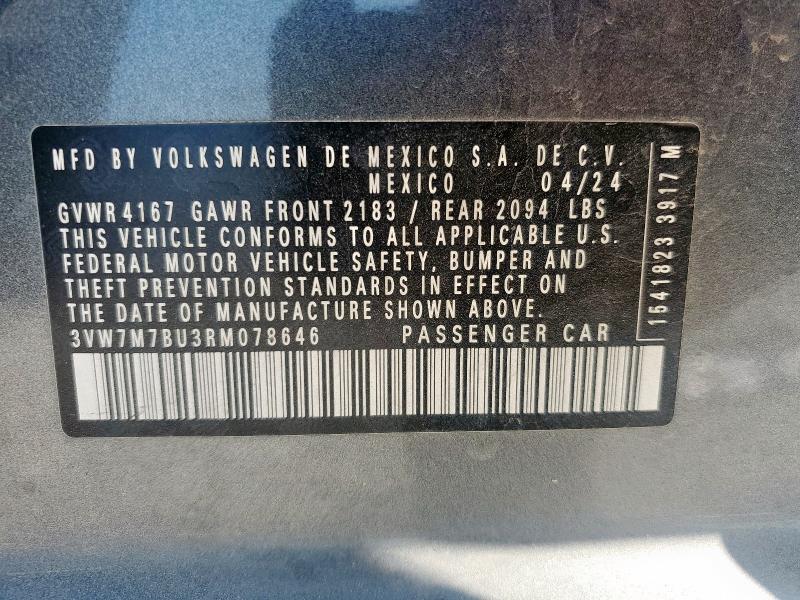 MFD BY VOLKSWAGEN DE MEXICO S.A. DE C.V.
MEXICO 04/24
GVWR 4167 GAWR FRONT 2183 / REAR 2094 LBS
THIS VEHICLE CONFORMS TO ALL APPLICABLE U.S.
FEDERAL MOTOR VEHICLE SAFETY, BUMPER AND
THEFT PREVENTION STANDARDS IN EFFECT ON
THE DATE OF MANUFACTURE SHOWN ABOVE.
3VW7M7BU3RM078646 PASSENGER CAR
1541823 3917 M